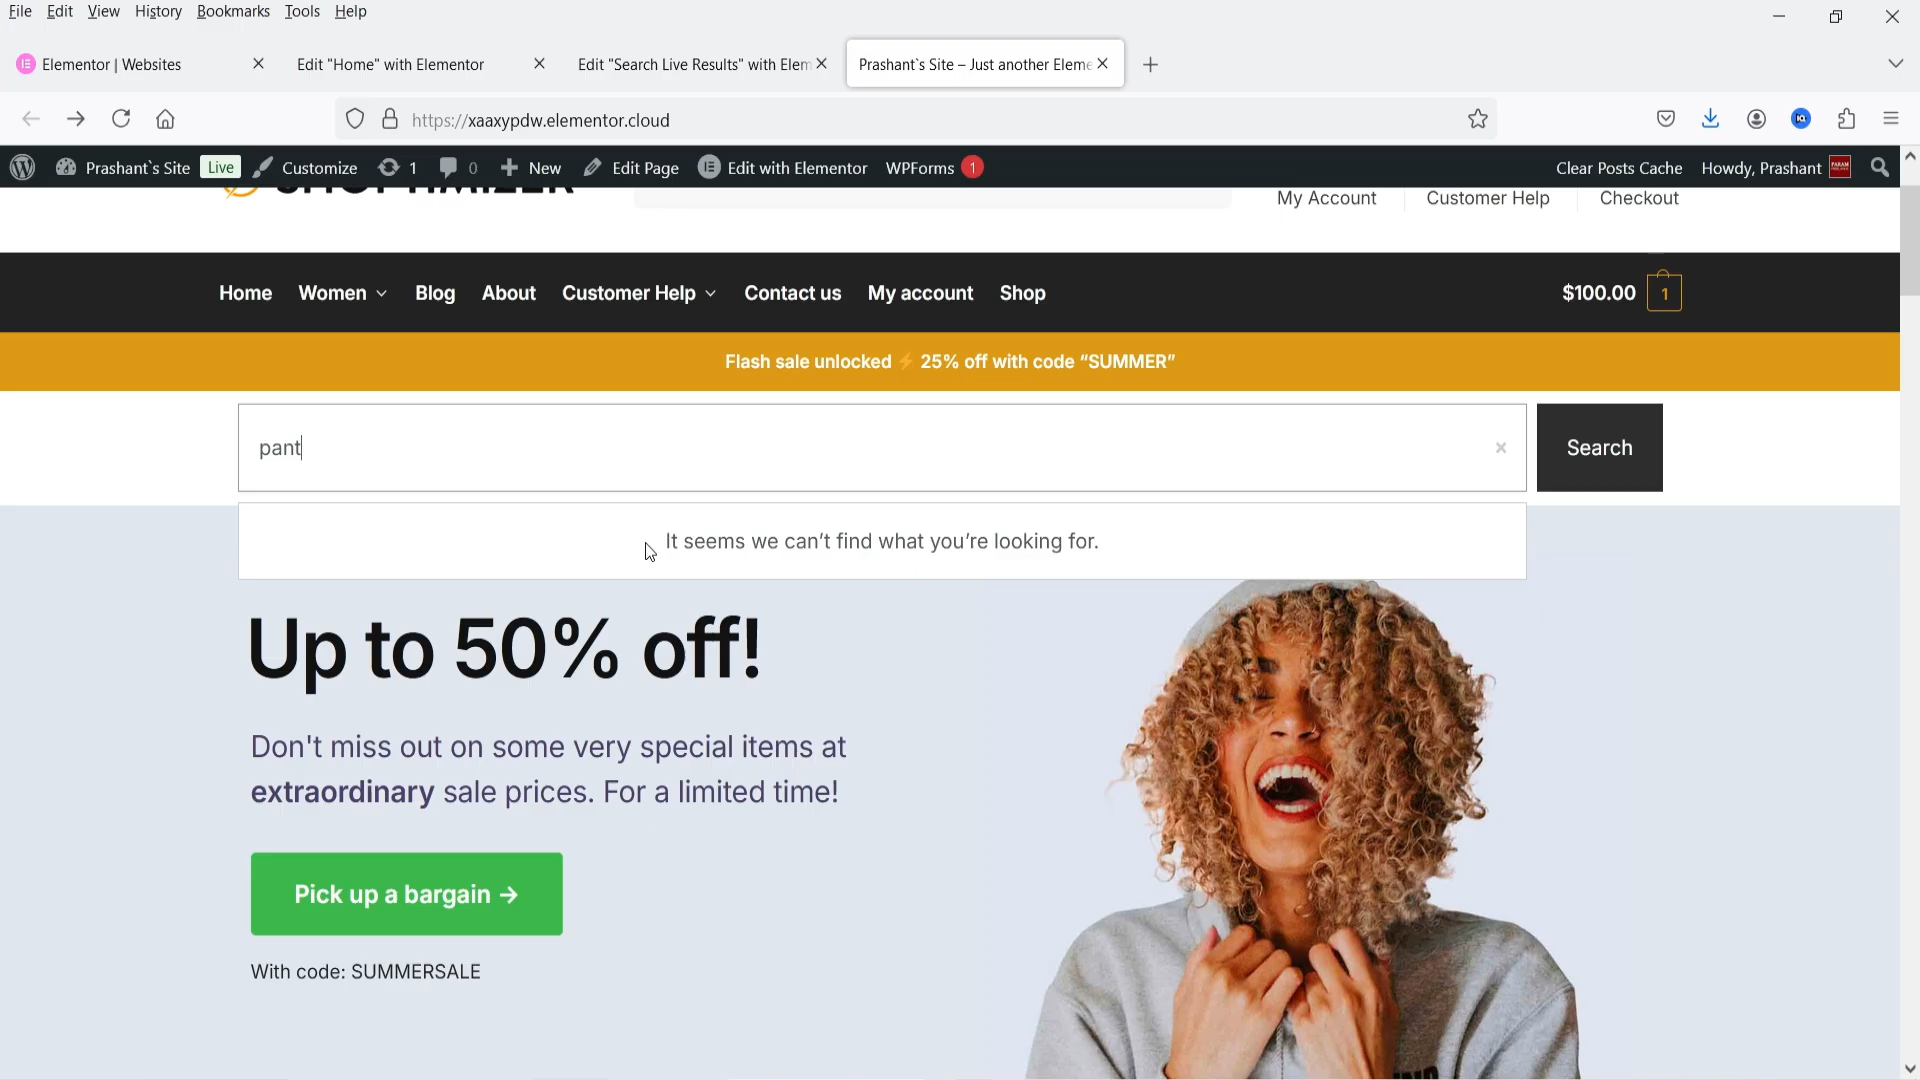 File Edit View History Bookmarks Tools Help
Elementor | Websites
Edit "Home" with Elementor
Edit "Search Live Results" with Elem
Prashant`s Site – Just another Eleme
https://xaaxypdw.elementor.cloud
Prashant`s Site Live Customize 1 0 New Edit Page Edit with Elementor WPForms 1 Clear Posts Cache Howdy, Prashant
SHOPTIMIZER
My Account Customer Help Checkout
Home Women Blog About Customer Help Contact us My account Shop $100.00 1
Flash sale unlocked ⚡ 25% off with code “SUMMER”
pant × Search
It seems we can’t find what you’re looking for.
Up to 50% off!
Don't miss out on some very special items at
extraordinary sale prices. For a limited time!
Pick up a bargain →
With code: SUMMERSALE